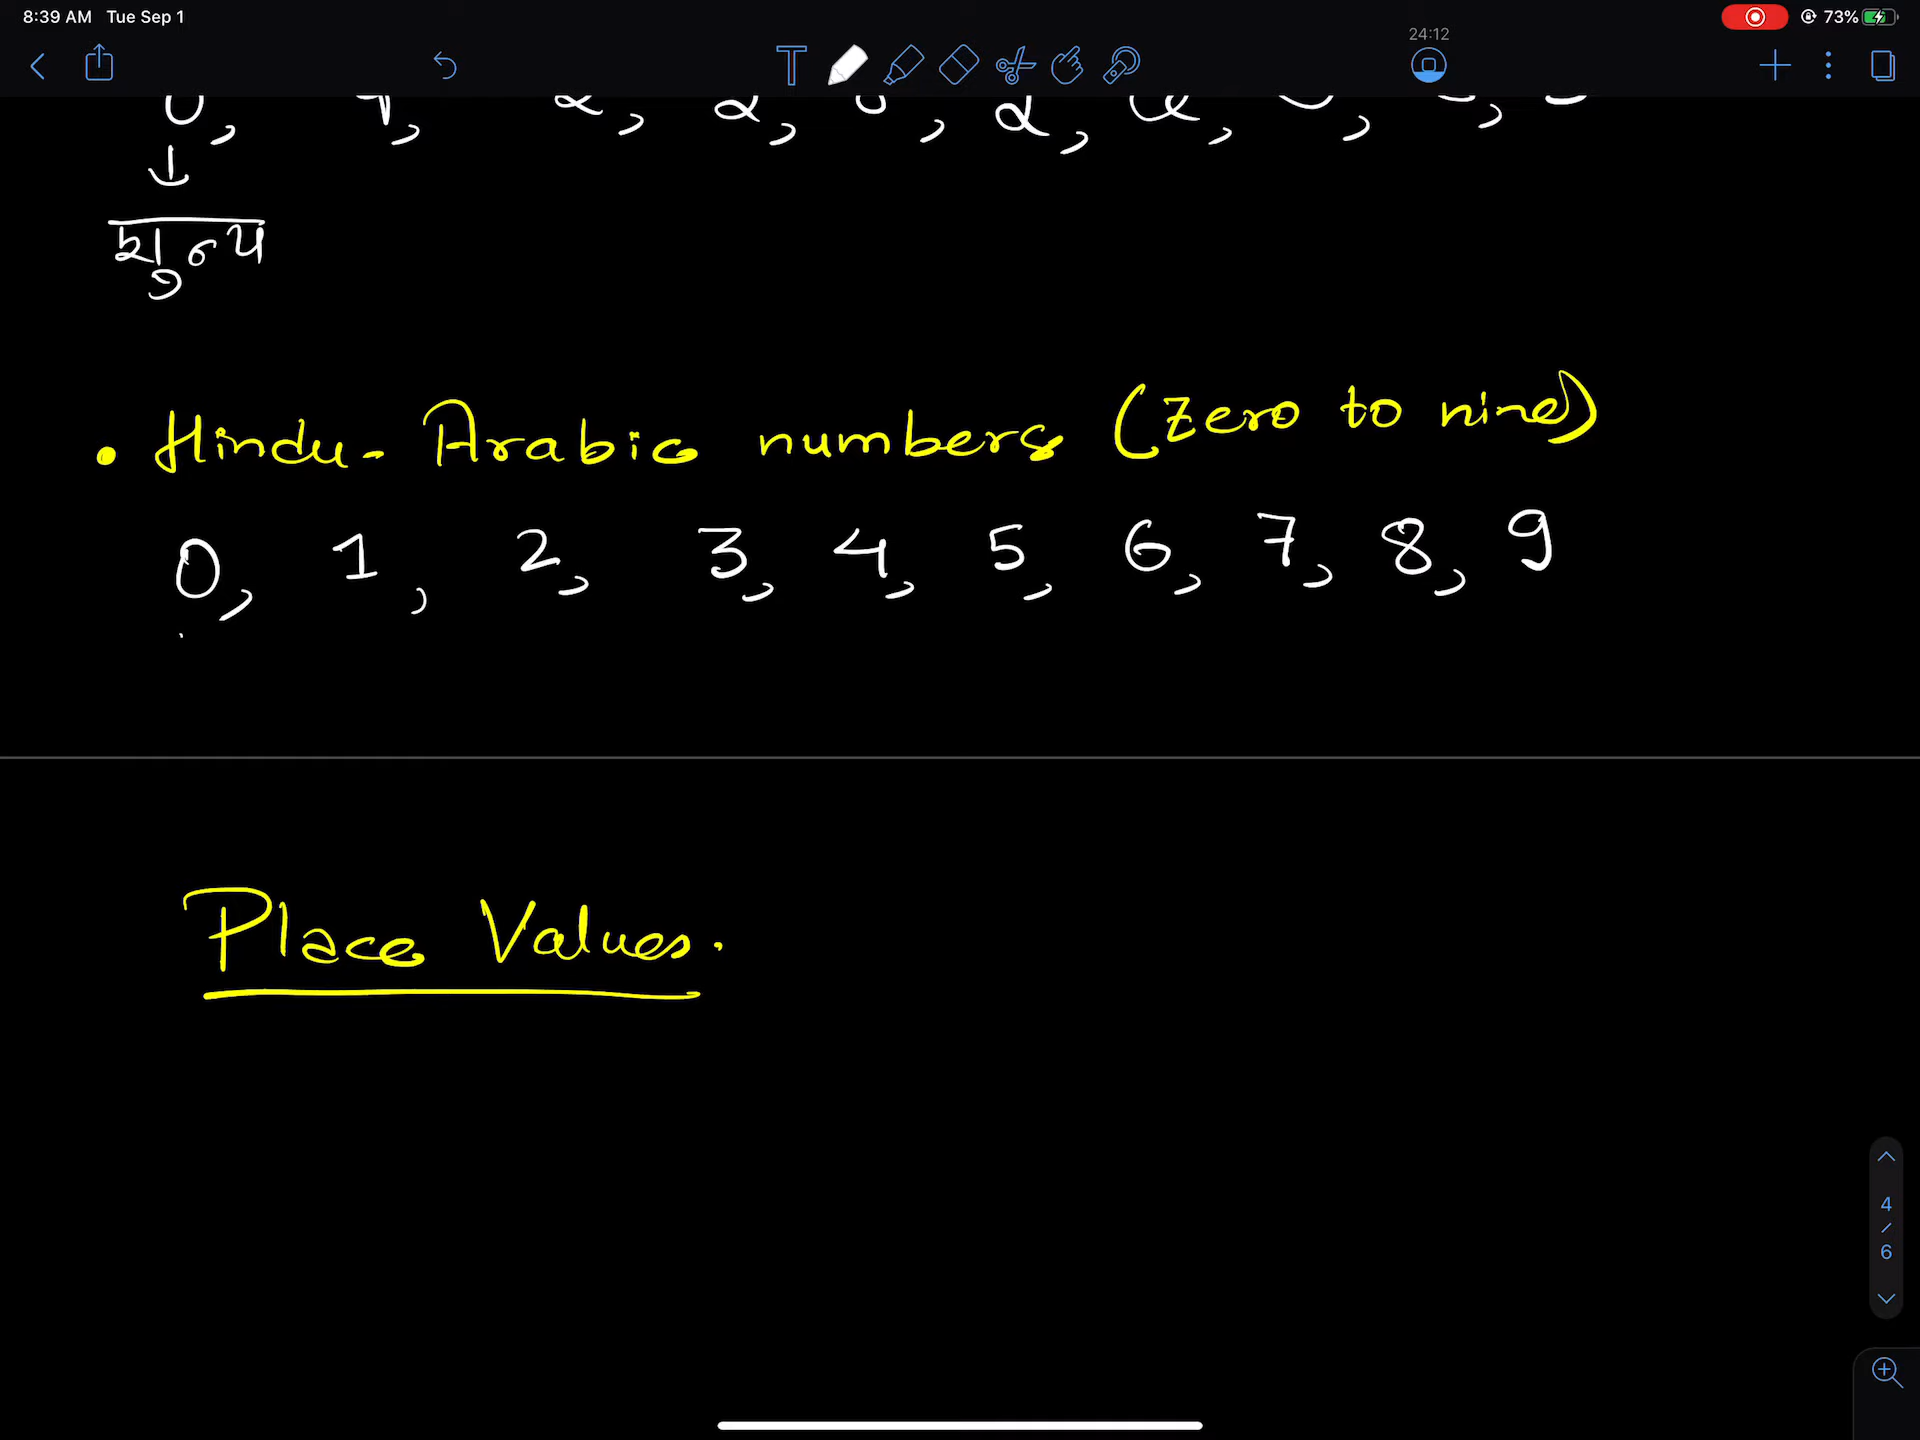 8:39 AM Tue Sep 1
73%
24:12
शून्य
• Hindu-Arabic numbers (Zero to nine)
0, 1, 2, 3, 4, 5, 6, 7, 8, 9
Place Values.
4
/
6